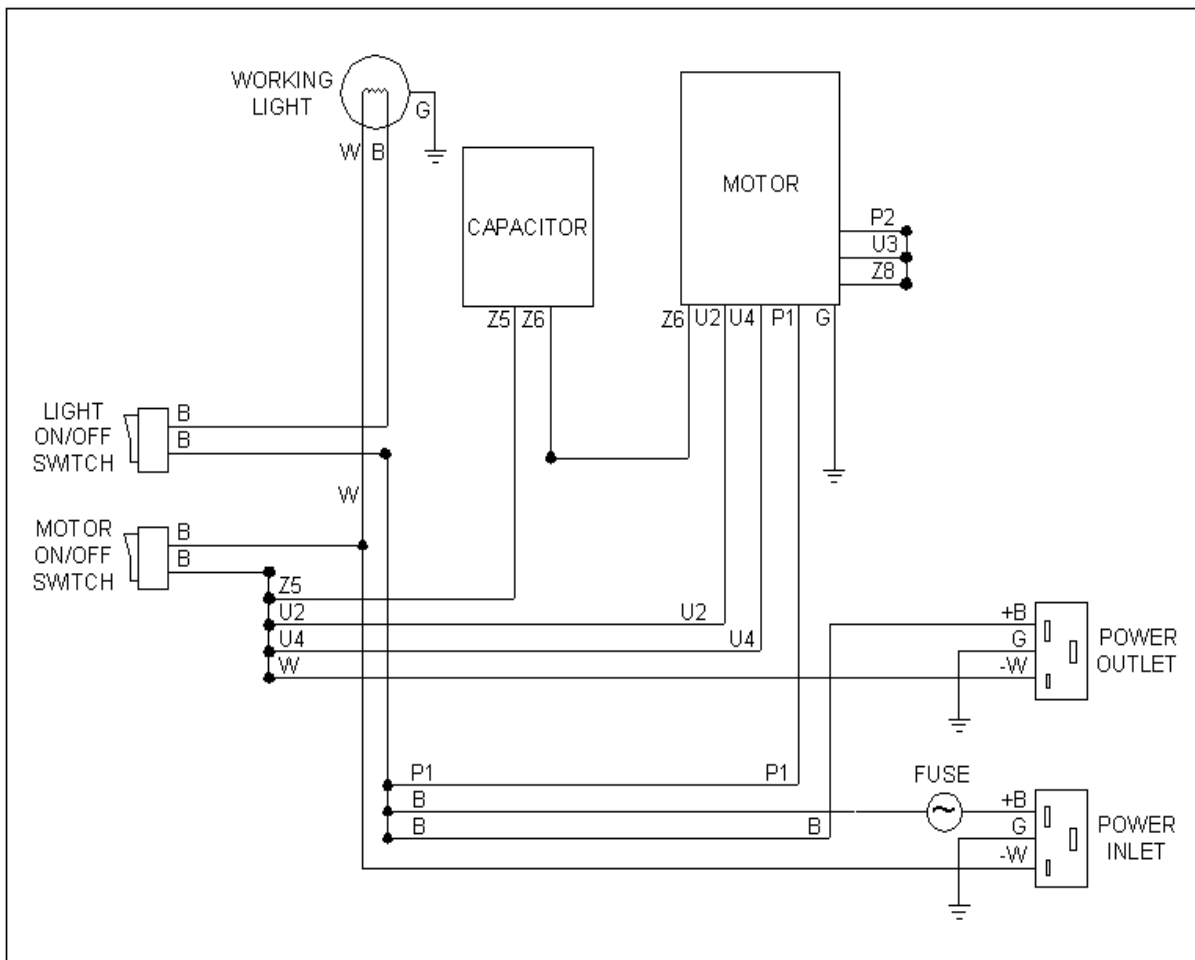 WORKING
LIGHT
G
W B
MOTOR
CAPACITOR
P2
U3
Z8
Z5 Z6
Z6 U2 U4 P1 G
LIGHT
ON/OFF
SWITCH
B
B
W
MOTOR
ON/OFF
SWITCH
B
B
Z5
U2 U2
U4 U4
W
+B
G
-W
POWER
OUTLET
P1 P1
B
B B
FUSE
~
+B
G
-W
POWER
INLET